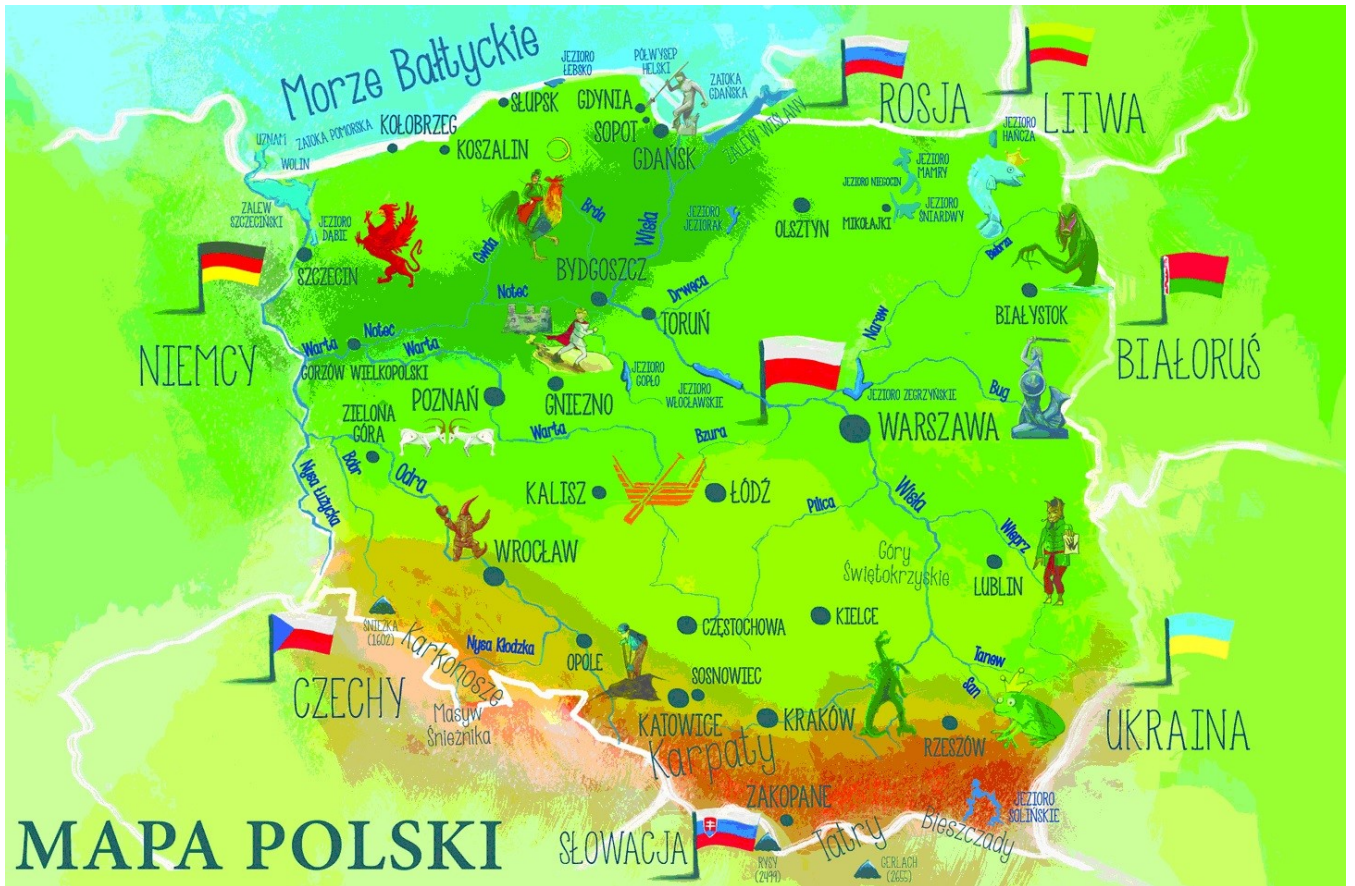 Morze Bałtyckie
JEZIORO
ŁEBSKO
PÓŁWYSEP
HELSKI
ZATOKA
GDAŃSKA
ZALEW WIŚLANY
ROSJA
LITWA
UZNAM
ZATOKA POMORSKA
WOLIN
KOŁOBRZEG
KOSZALIN
SŁUPSK
GDYNIA
SOPOT
GDAŃSK
JEZIORO
HAŃCZA
JEZIORO
MAMRY
JEZIORO NIEGOCIN
JEZIORO
ŚNIARDWY
MIKOŁAJKI
OLSZTYN
JEZIORO
JEZIORAK
ZALEW
SZCZECIŃSKI
JEZIORO
DĄBIE
SZCZECIN
Gwda
Brda
Wisła
BYDGOSZCZ
Noteć
Drwęca
TORUŃ
Biebrza
BIAŁYSTOK
BIAŁORUŚ
NIEMCY
Warta
Noteć
Warta
GORZÓW WIELKOPOLSKI
POZNAŃ
GNIEZNO
JEZIORO
GOPŁO
JEZIORO
WŁOCŁAWSKIE
Narew
JEZIORO ZEGRZYŃSKIE
Bug
WARSZAWA
ZIELONA
GÓRA
Warta
Bzura
Nysa Łużycka
Bóbr
Odra
KALISZ
ŁÓDŹ
Pilica
Wisła
Wieprz
WROCŁAW
Góry
Świętokrzyskie
LUBLIN
ŚNIEŻKA
(1602)
Karkonosze
Nysa Kłodzka
OPOLE
CZĘSTOCHOWA
KIELCE
CZECHY
Masyw
Śnieżnika
SOSNOWIEC
KATOWICE
KRAKÓW
Tanew
San
RZESZÓW
UKRAINA
Karpaty
ZAKOPANE
JEZIORO
SOLIŃSKIE
Bieszczady
Tatry
SŁOWACJA
RYSY
(2499)
GERLACH
(2655)
MAPA POLSKI